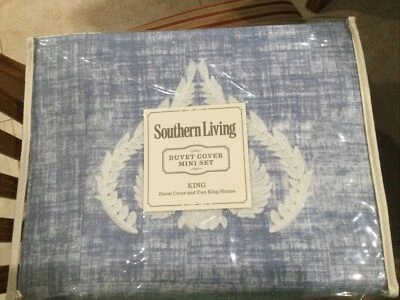 Southern Living
DUVET COVER
MINI SET
KING
Duvet Cover and Two King Shams